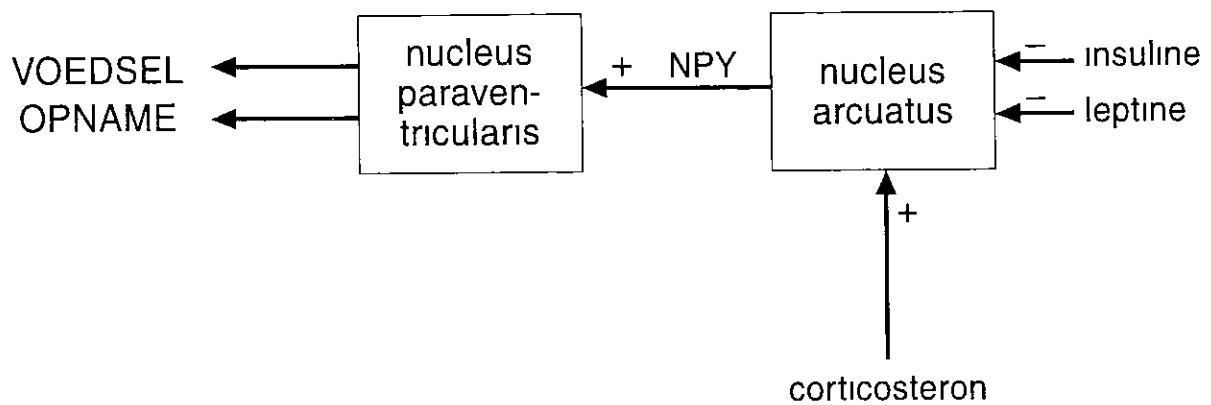 VOEDSEL
OPNAME
nucleus
paraven-
tricularis
+ NPY
nucleus
arcuatus
− insuline
− leptine
+
corticosteron